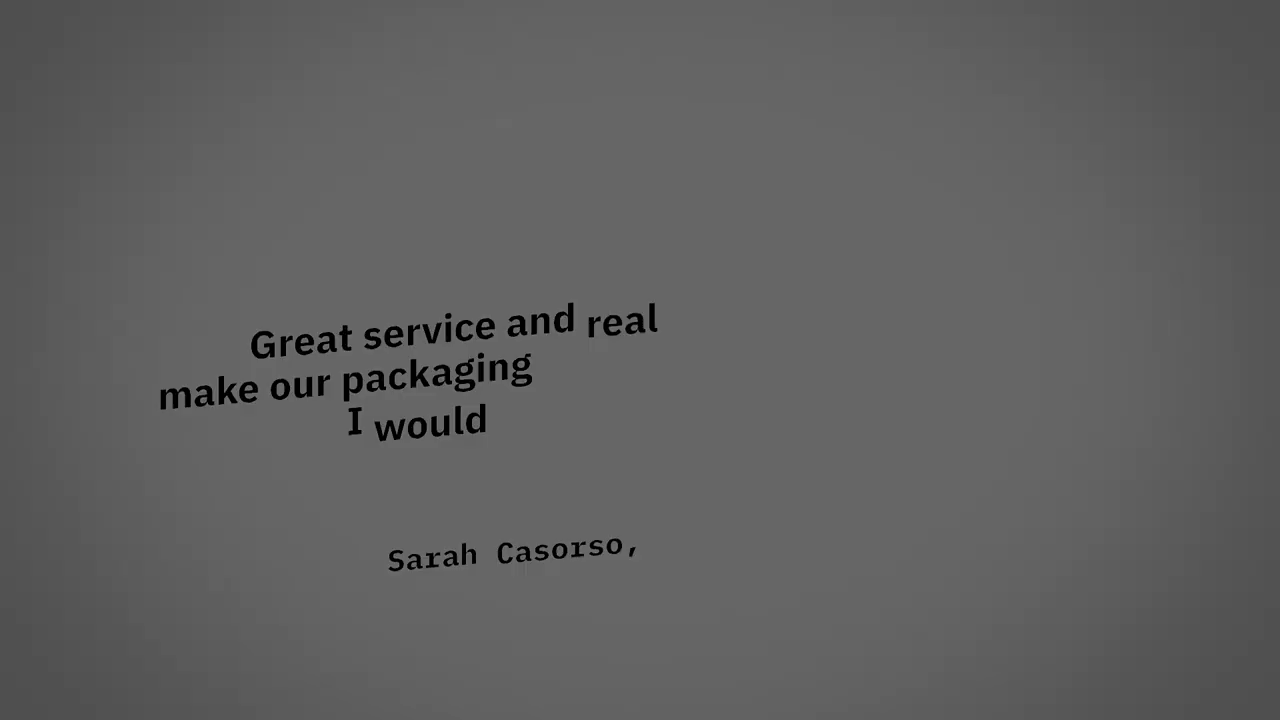 Great service and real
make our packaging
I would
Sarah Casorso,